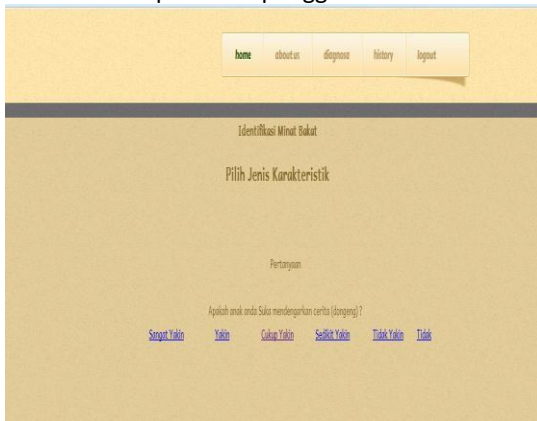 home about us diagnosa history logout
Identifikasi Minat Bakat
Pilih Jenis Karakteristik
Pertanyaan
Apakah anak anda Suka mendengarkan cerita (dongeng) ?
Sangat Yakin Yakin Cukup Yakin Sedikit Yakin Tidak Yakin Tidak